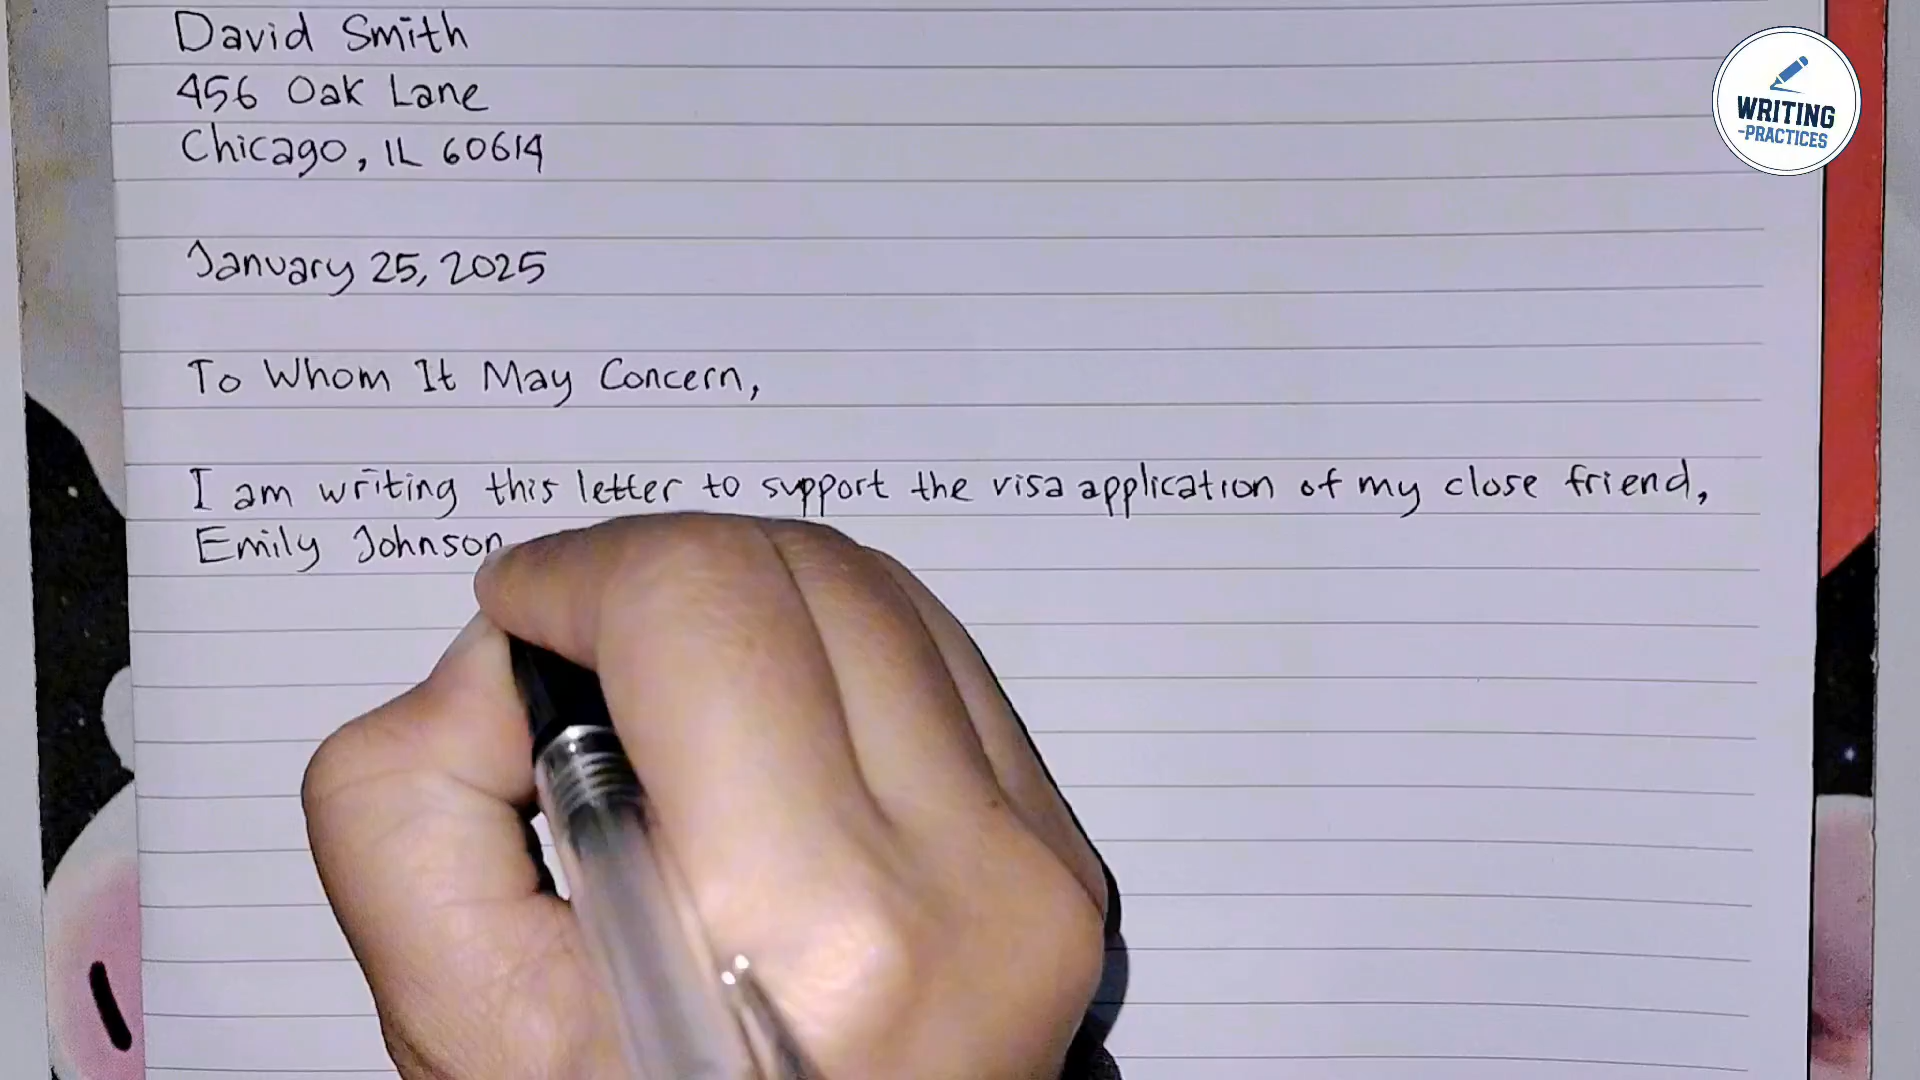 David Smith
456 Oak Lane
Chicago, IL 60614
January 25, 2025
To Whom It May Concern,
I am writing this letter to support the visa application of my close friend,
Emily Johnson
WRITING
-PRACTICES